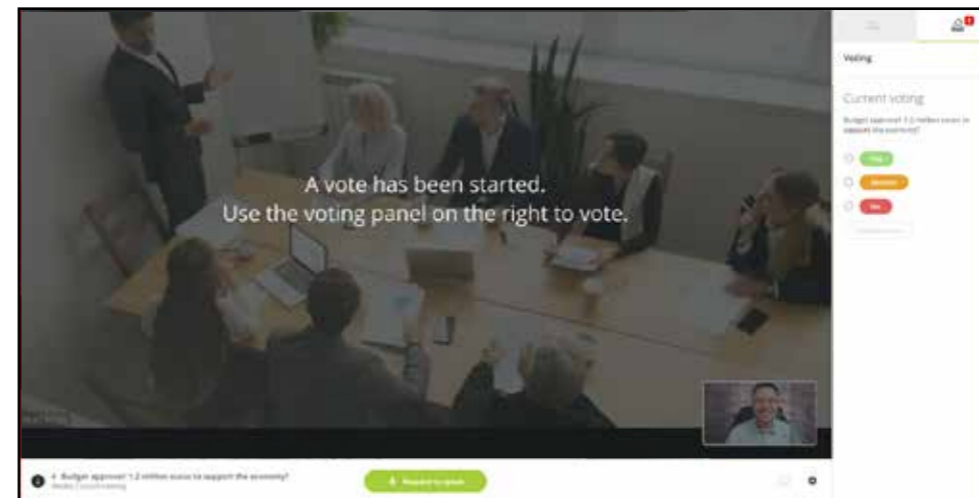 Voting
A vote has been started.
Use the voting panel on the right to vote.
Current voting
Budget approval 1.2 million euros to
support the economy?
Yes
Abstain
No
4. Budget approval 1.2 million euros to support the economy?
Request to speak